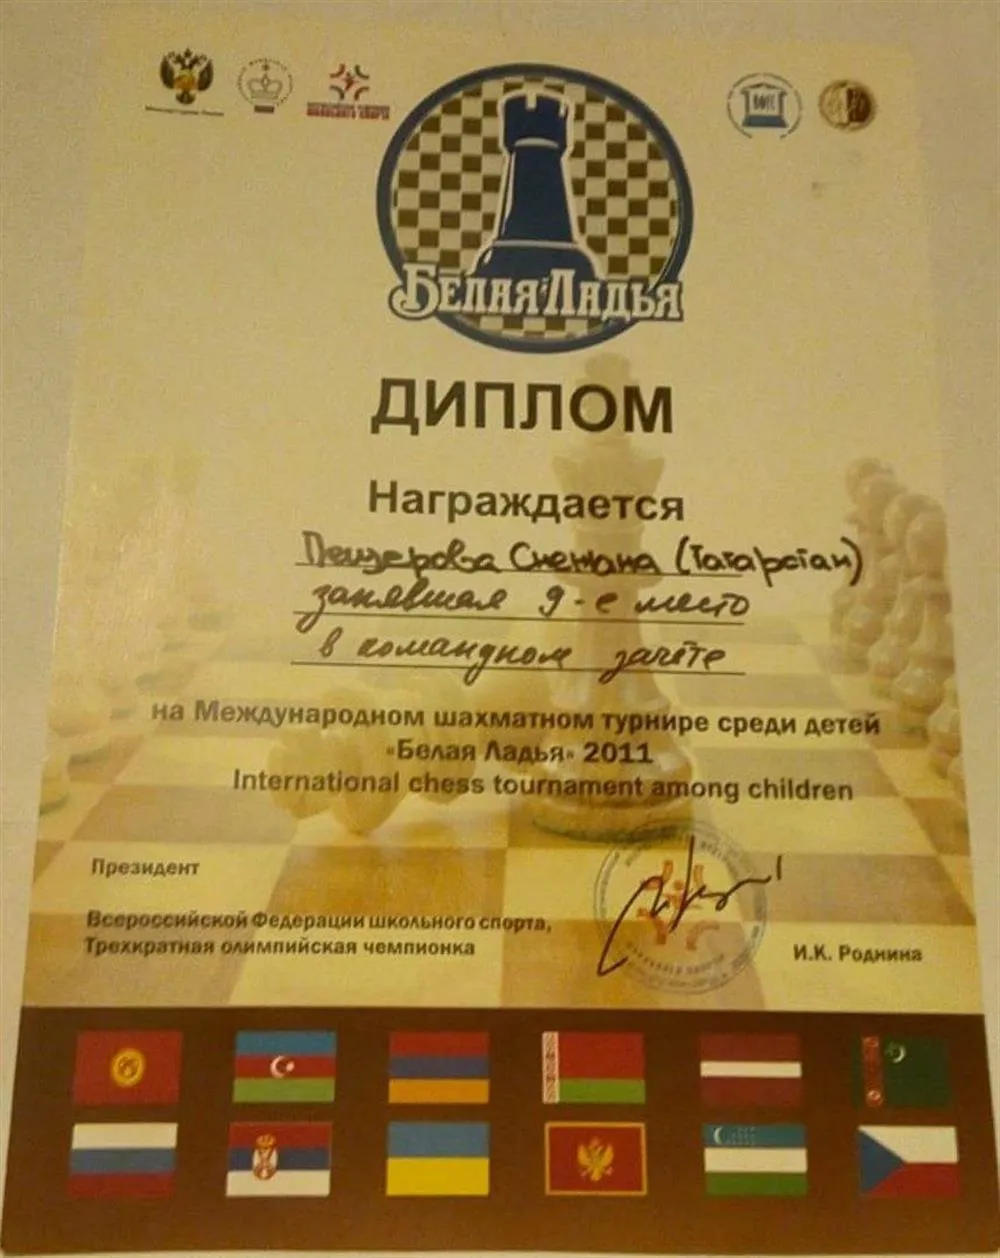 Белая Ладья
ДИПЛОМ
Награждается
Пещерова Снежана (Татарстан)
занявшая 9-е место
в командном зачёте
на Международном шахматном турнире среди детей
«Белая Ладья» 2011
International chess tournament among children
Президент
Всероссийской Федерации школьного спорта,
Трехкратная олимпийская чемпионка
И.К. Роднина